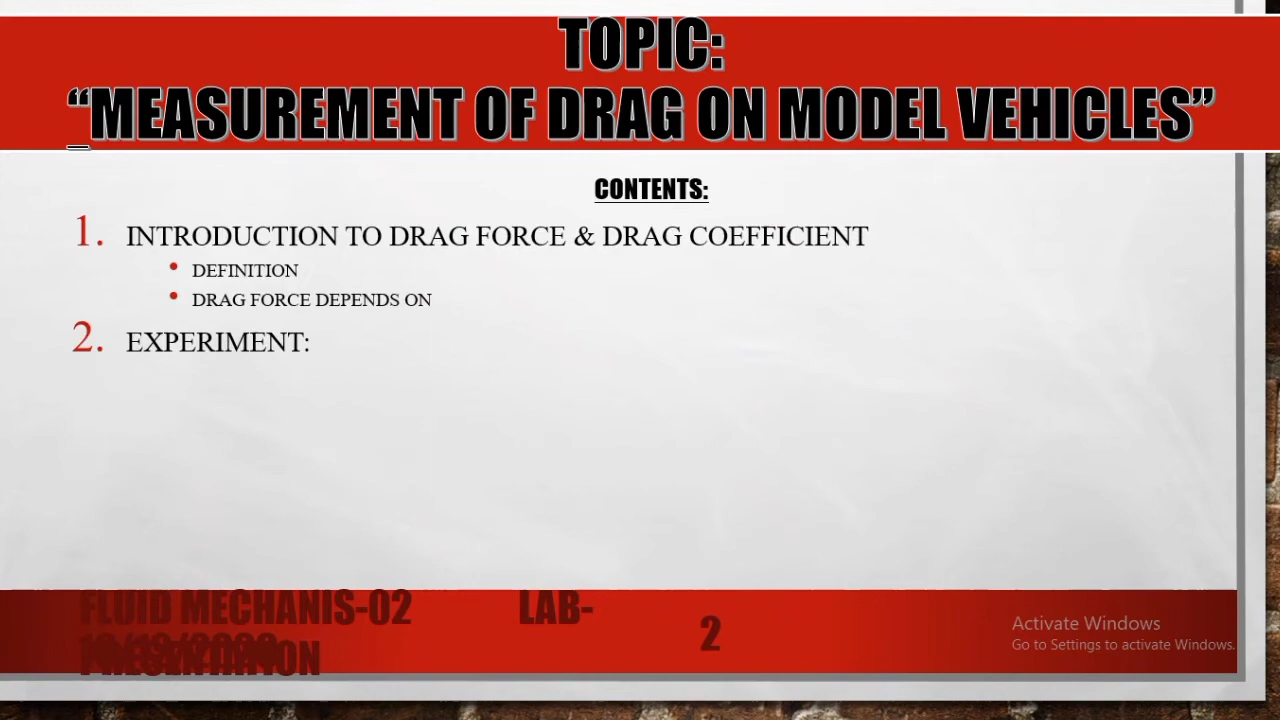 TOPIC:
“MEASUREMENT OF DRAG ON MODEL VEHICLES”
CONTENTS:
1. INTRODUCTION TO DRAG FORCE & DRAG COEFFICIENT
• DEFINITION
• DRAG FORCE DEPENDS ON
2. EXPERIMENT:
FLUID MECHANIS-02 LAB-
PRESENTATION
2
Activate Windows
Go to Settings to activate Windows.